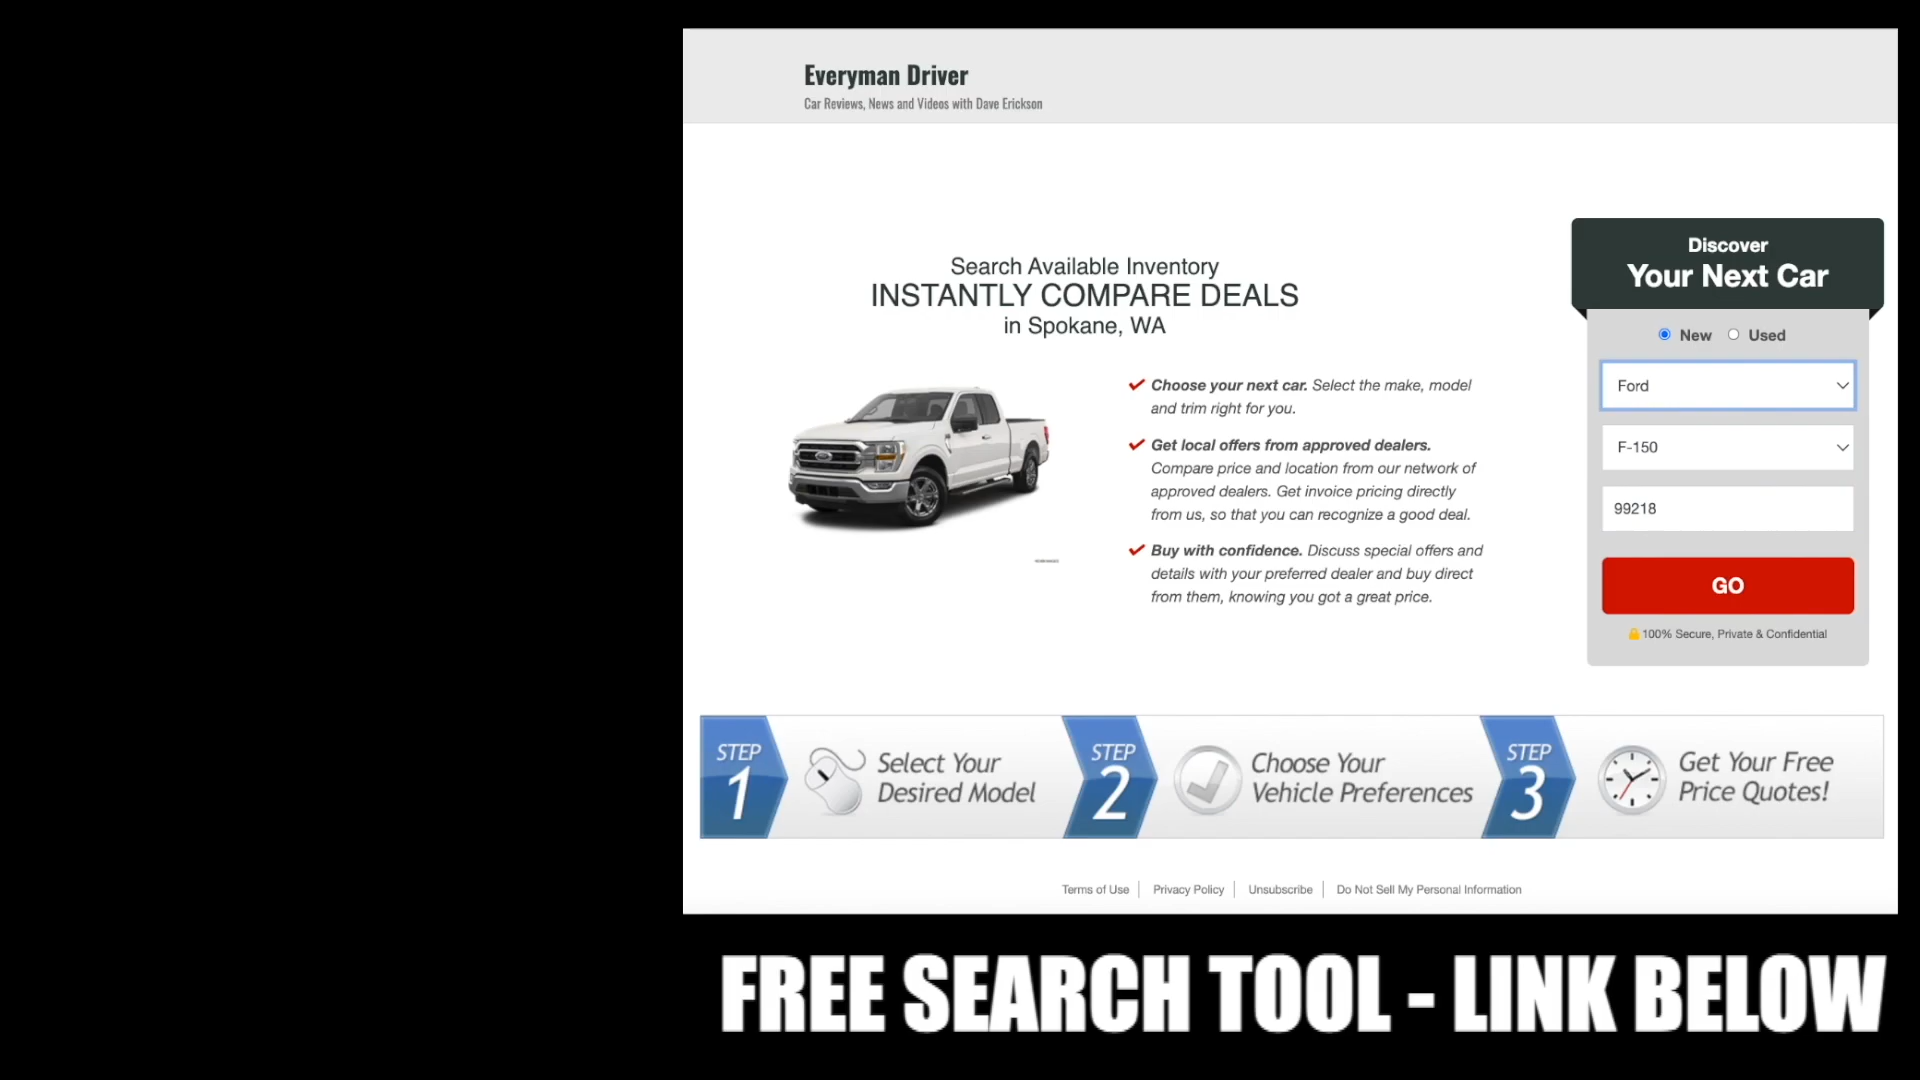 Everyman Driver
Car Reviews, News and Videos with Dave Erickson
Search Available Inventory
INSTANTLY COMPARE DEALS
in Spokane, WA
Choose your next car. Select the make, model
and trim right for you.
Get local offers from approved dealers.
Compare price and location from our network of
approved dealers. Get invoice pricing directly
from us, so that you can recognize a good deal.
Buy with confidence. Discuss special offers and
details with your preferred dealer and buy direct
from them, knowing you got a great price.
Discover
Your Next Car
New Used
Ford
F-150
99218
GO
100% Secure, Private & Confidential
STEP
1
Select Your
Desired Model
STEP
2
Choose Your
Vehicle Preferences
STEP
3
Get Your Free
Price Quotes!
Terms of Use Privacy Policy Unsubscribe Do Not Sell My Personal Information
FREE SEARCH TOOL - LINK BELOW